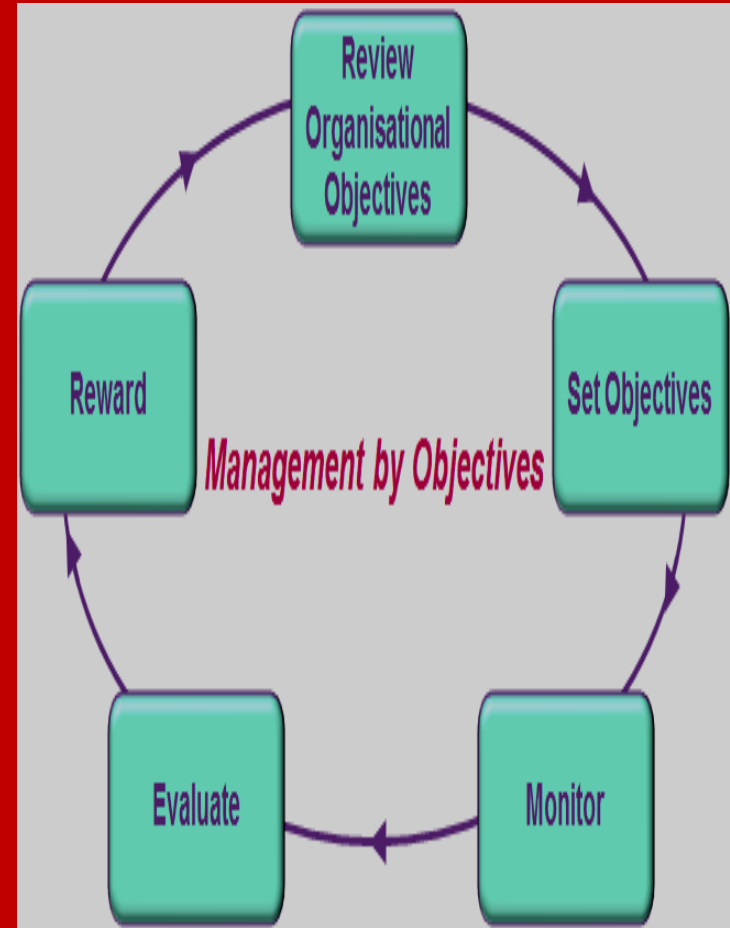 Review
Organisational
Objectives
Set Objectives
Monitor
Evaluate
Reward
Management by Objectives